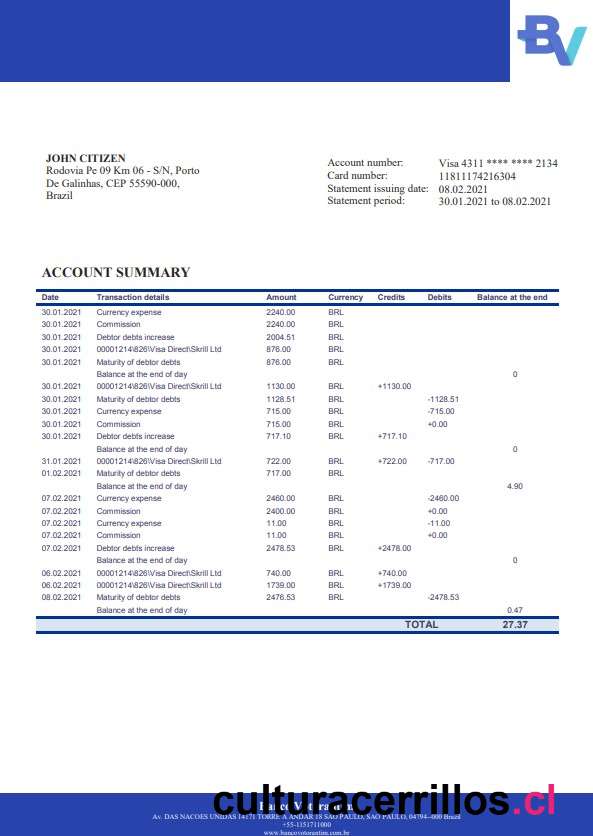 BV
JOHN CITIZEN
Rodovia Pe 09 Km 06 - S/N, Porto
De Galinhas, CEP 55590-000,
Brazil
Account number: Visa 4311 **** **** 2134
Card number: 11811174216304
Statement issuing date: 08.02.2021
Statement period: 30.01.2021 to 08.02.2021
ACCOUNT SUMMARY
Date Transaction details Amount Currency Credits Debits Balance at the end
30.01.2021 Currency expense 2240.00 BRL
30.01.2021 Commission 2240.00 BRL
30.01.2021 Debtor debts increase 2004.51 BRL
30.01.2021 00001214\826\Visa Direct\Skrill Ltd 876.00 BRL
30.01.2021 Maturity of debtor debts 876.00 BRL
Balance at the end of day 0
30.01.2021 00001214\826\Visa Direct\Skrill Ltd 1130.00 BRL +1130.00
30.01.2021 Maturity of debtor debts 1128.51 BRL -1128.51
30.01.2021 Currency expense 715.00 BRL -715.00
30.01.2021 Commission 715.00 BRL +0.00
30.01.2021 Debtor debts increase 717.10 BRL +717.10
Balance at the end of day 0
31.01.2021 00001214\826\Visa Direct\Skrill Ltd 722.00 BRL +722.00 -717.00
01.02.2021 Maturity of debtor debts 717.00 BRL
Balance at the end of day 4.90
07.02.2021 Currency expense 2460.00 BRL -2460.00
07.02.2021 Commission 2400.00 BRL +0.00
07.02.2021 Currency expense 11.00 BRL -11.00
07.02.2021 Commission 11.00 BRL +0.00
07.02.2021 Debtor debts increase 2478.53 BRL +2478.00
Balance at the end of day 0
06.02.2021 00001214\826\Visa Direct\Skrill Ltd 740.00 BRL +740.00
06.02.2021 00001214\826\Visa Direct\Skrill Ltd 1739.00 BRL +1739.00
08.02.2021 Maturity of debtor debts 2476.53 BRL -2478.53
Balance at the end of day 0.47
TOTAL 27.37
culturacerrillos.cl
Av. DAS NACOES UNIDAS 14171 TORRE A ANDAR 18 SAO PAULO, SAO PAULO, 04794--000 Brazil
+55-1151711000
www.bancovotorantim.com.br